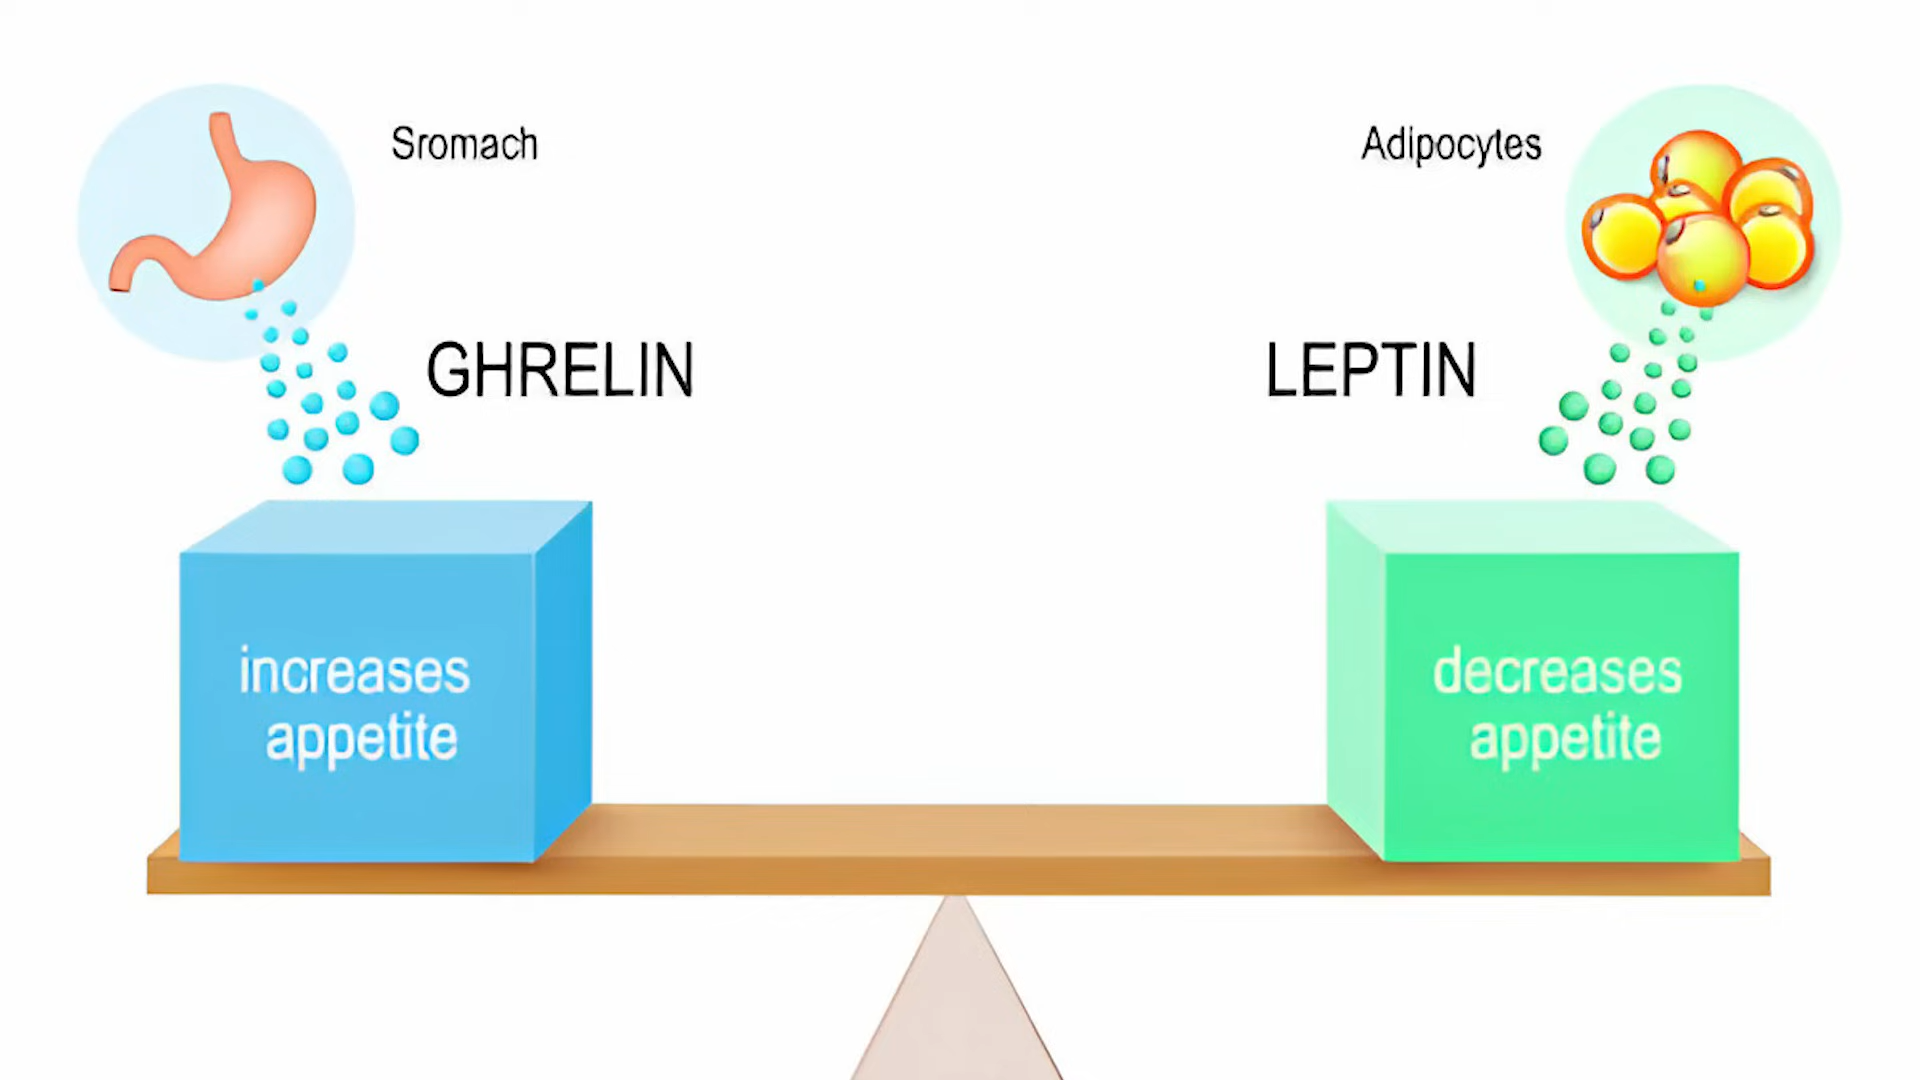 Sromach
Adipocytes
GHRELIN
LEPTIN
increases
appetite
decreases
appetite